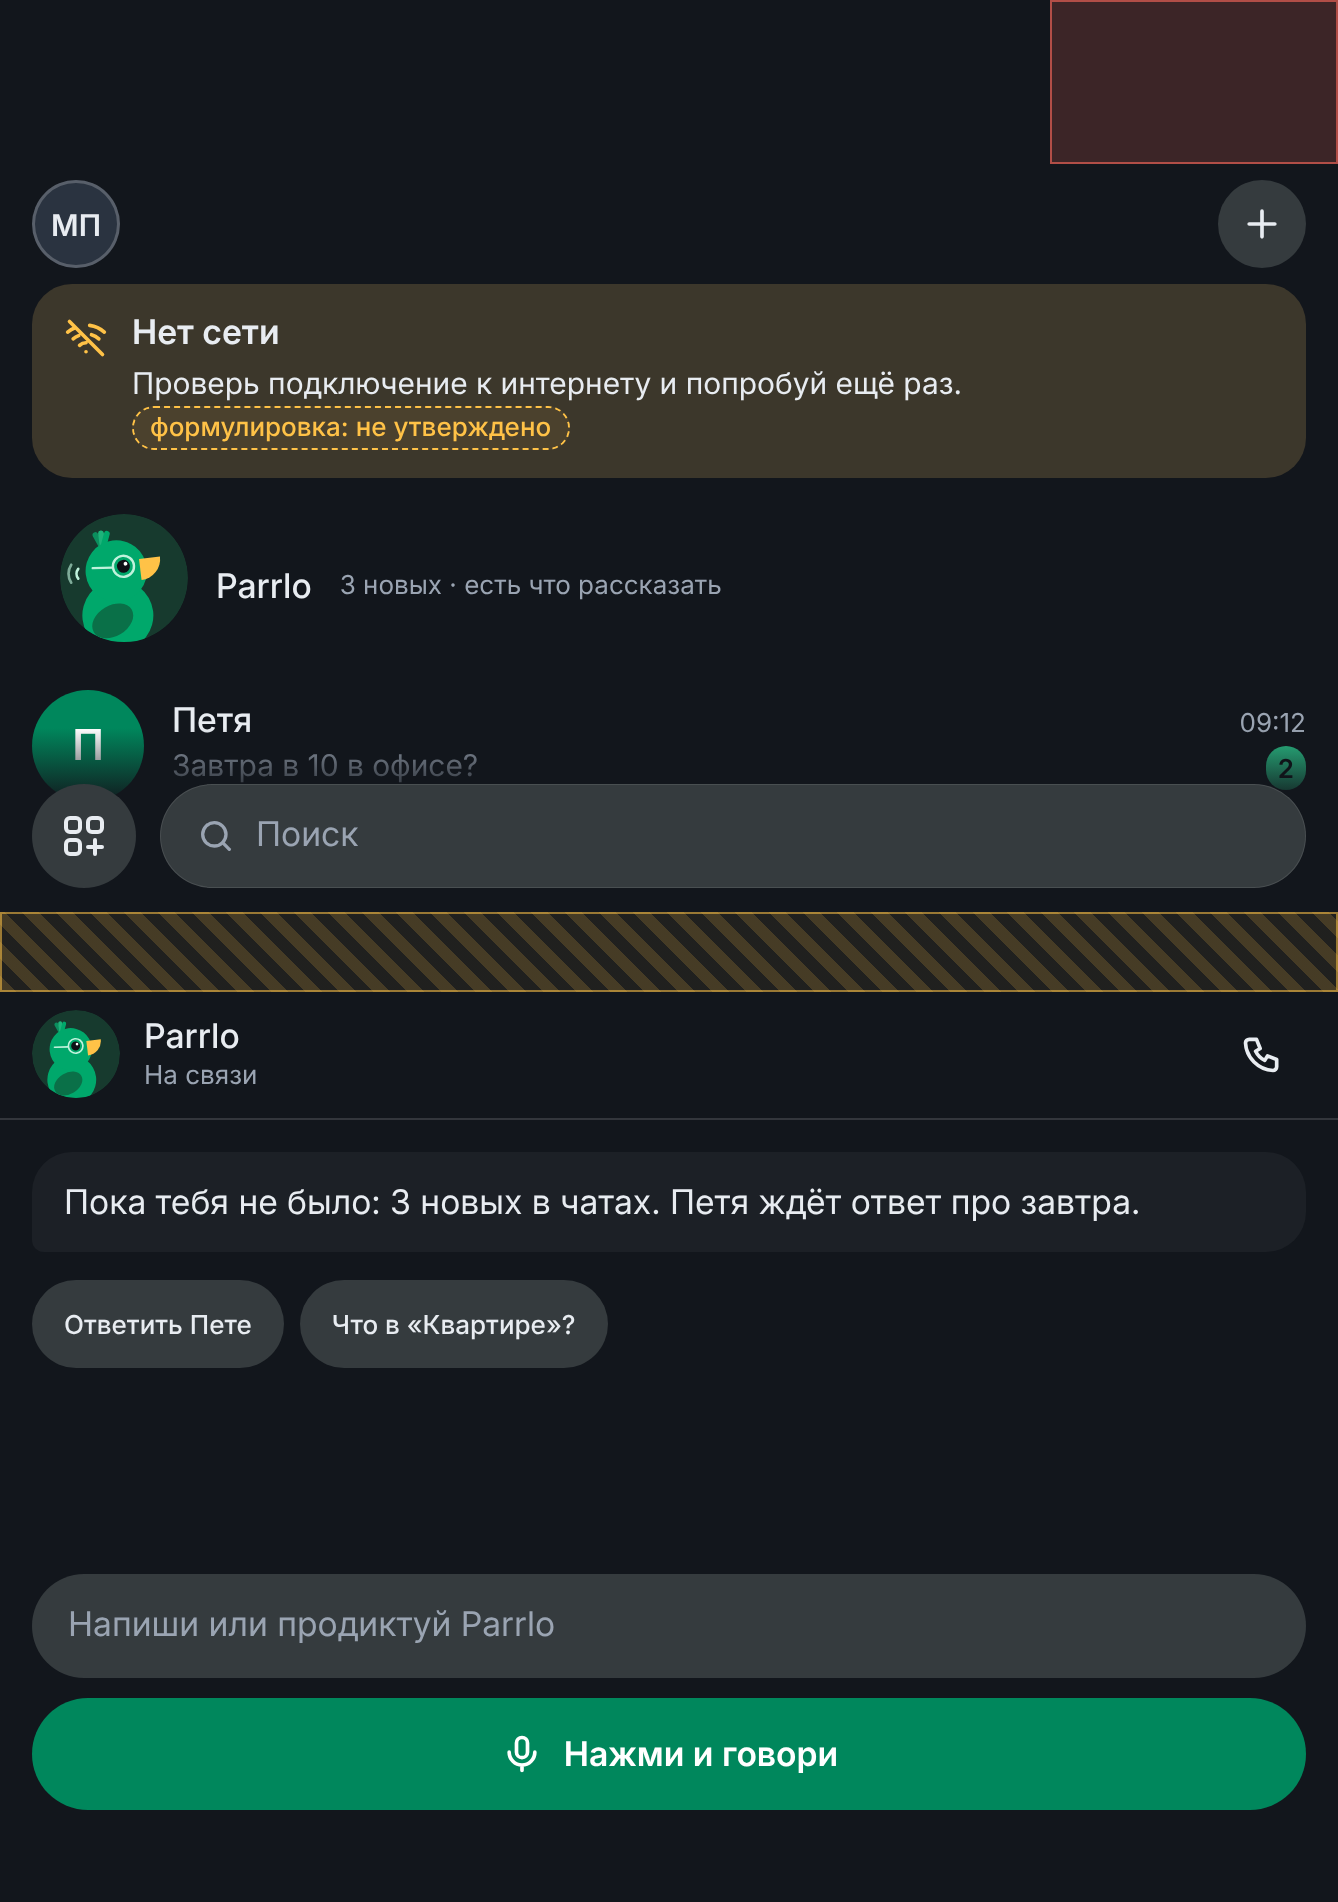 МП
Нет сети
Проверь подключение к интернету и попробуй ещё раз.
формулировка: не утверждено
Parrlo 3 новых · есть что рассказать
П
Петя 09:12
Завтра в 10 в офисе? 2
Поиск
Parrlo
На связи
Пока тебя не было: 3 новых в чатах. Петя ждёт ответ про завтра.
Ответить Пете Что в «Квартире»?
Напиши или продиктуй Parrlo
Нажми и говори